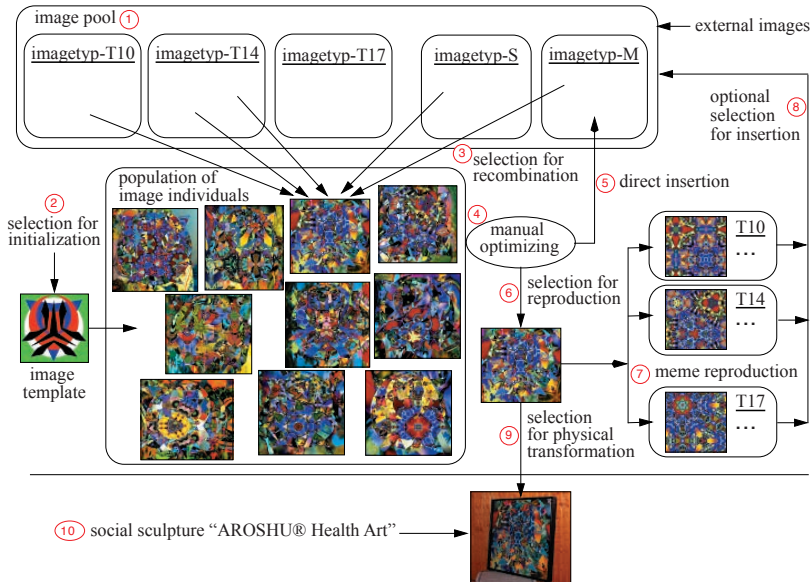 image pool 1
external images
imagetyp-T10
imagetyp-T14
imagetyp-T17
imagetyp-S
imagetyp-M
optional 8
selection
for insertion
3 selection for
recombination
5 direct insertion
population of
image individuals
2
selection for
initialization
4
manual
optimizing
T10
...
6 selection for
reproduction
T14
...
image
template
7 meme reproduction
T17
...
9 selection
for physical
transformation
10 social sculpture “AROSHU® Health Art”